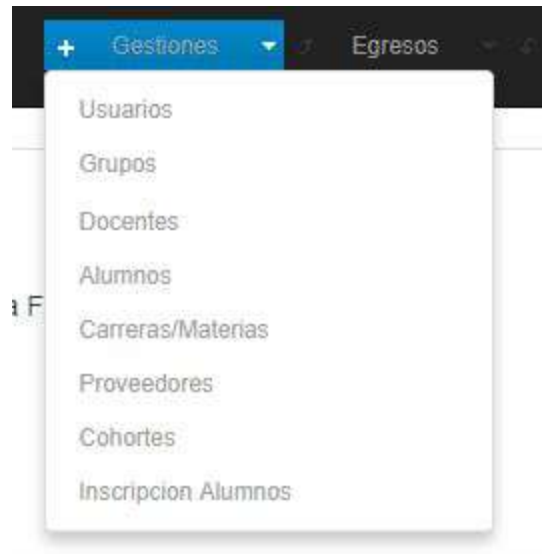 + Gestiones Egresos
Usuarios
Grupos
Docentes
Alumnos
a F
Carreras/Materias
Proveedores
Cohortes
Inscripcion Alumnos